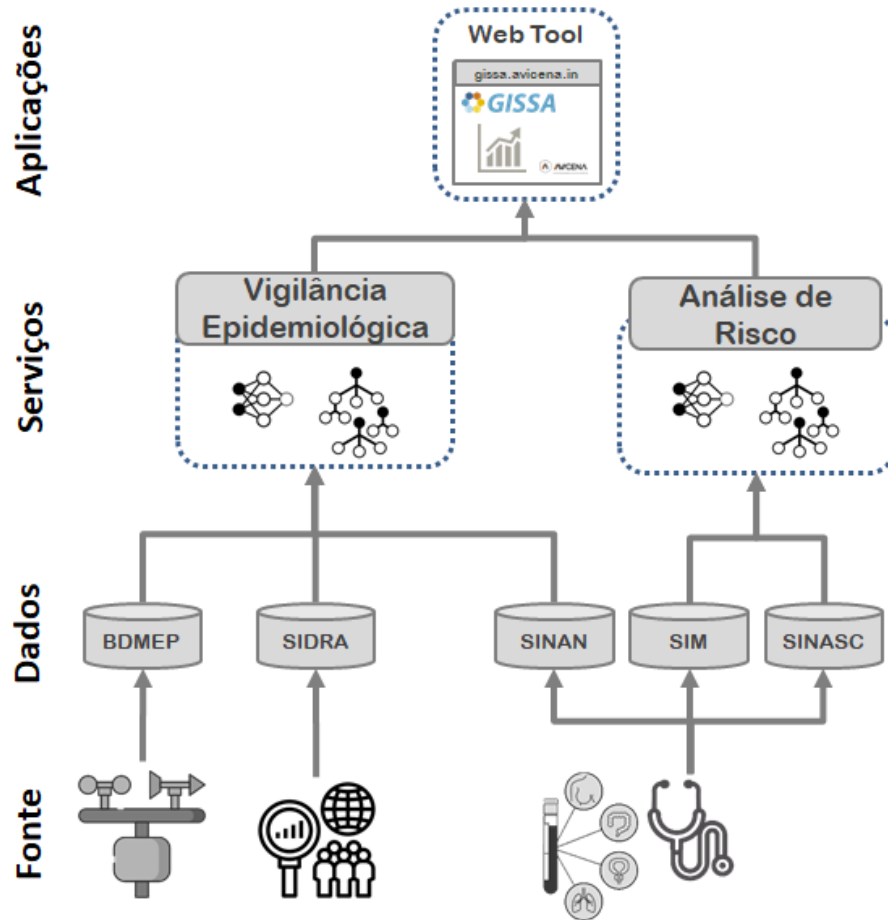 Aplicações
Web Tool
gissa.avicena.in
GISSA
AVICENA
Serviços
Vigilância
Epidemiológica
Análise de
Risco
Dados
BDMEP
SIDRA
SINAN
SIM
SINASC
Fonte